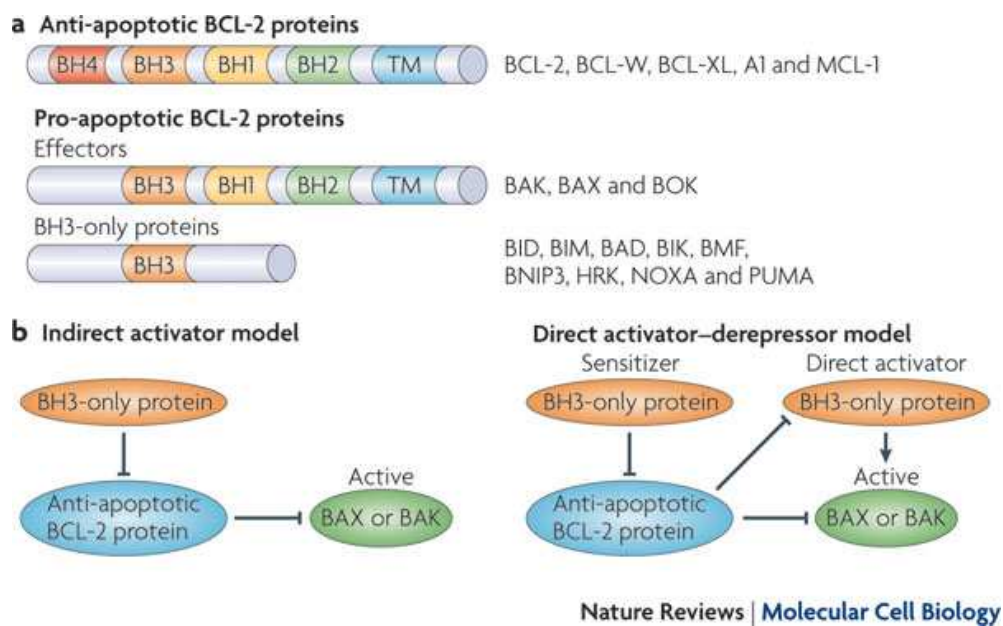 a Anti-apoptotic BCL-2 proteins
BH4 BH3 BH1 BH2 TM
BCL-2, BCL-W, BCL-XL, A1 and MCL-1
Pro-apoptotic BCL-2 proteins
Effectors
BH3 BH1 BH2 TM
BAK, BAX and BOK
BH3-only proteins
BH3
BID, BIM, BAD, BIK, BMF,
BNIP3, HRK, NOXA and PUMA
b Indirect activator model
BH3-only protein
Anti-apoptotic
BCL-2 protein
Active
BAX or BAK
Direct activator–derepressor model
Sensitizer
BH3-only protein
Direct activator
BH3-only protein
Anti-apoptotic
BCL-2 protein
Active
BAX or BAK
Nature Reviews | Molecular Cell Biology